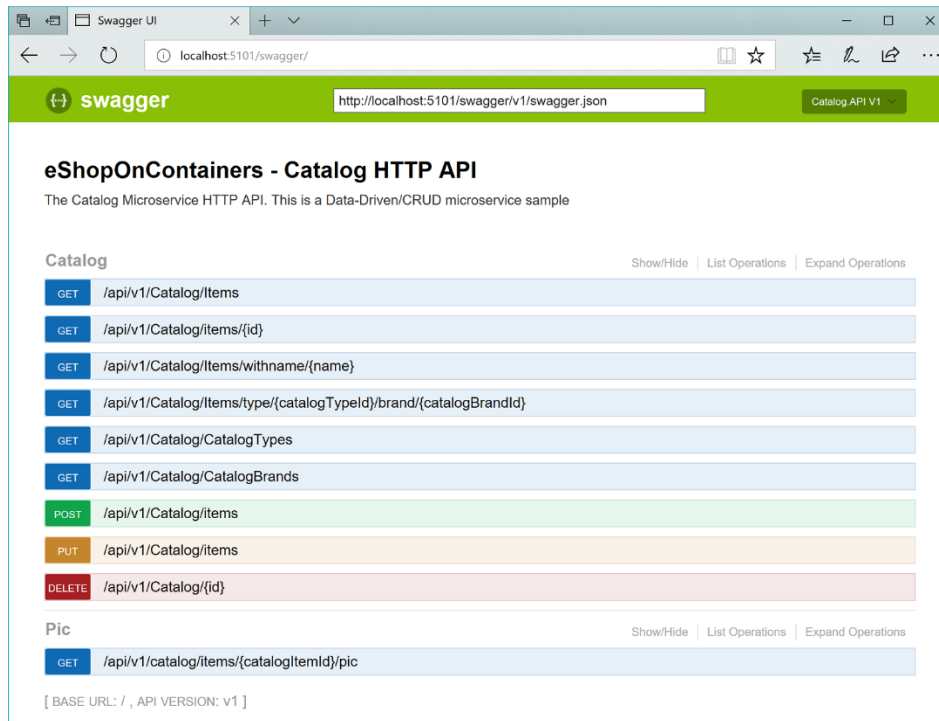 Swagger UI
localhost:5101/swagger/
{···} swagger http://localhost:5101/swagger/v1/swagger.json Catalog.API V1
eShopOnContainers - Catalog HTTP API
The Catalog Microservice HTTP API. This is a Data-Driven/CRUD microservice sample
Catalog Show/Hide List Operations Expand Operations
GET /api/v1/Catalog/Items
GET /api/v1/Catalog/items/{id}
GET /api/v1/Catalog/Items/withname/{name}
GET /api/v1/Catalog/Items/type/{catalogTypeId}/brand/{catalogBrandId}
GET /api/v1/Catalog/CatalogTypes
GET /api/v1/Catalog/CatalogBrands
POST /api/v1/Catalog/items
PUT /api/v1/Catalog/items
DELETE /api/v1/Catalog/{id}
Pic Show/Hide List Operations Expand Operations
GET /api/v1/catalog/items/{catalogItemId}/pic
[ BASE URL: / , API VERSION: v1 ]